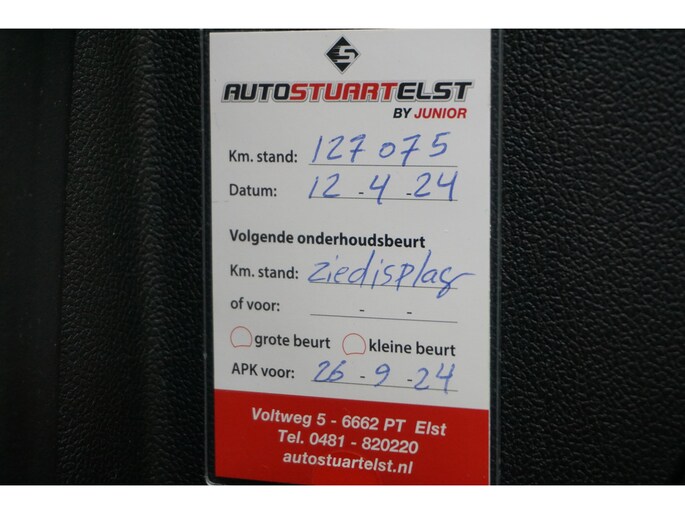 S
AUTOSTUARTELST
BY JUNIOR
Km. stand: 127 075
Datum: 12 - 4 - 24
Volgende onderhoudsbeurt
Km. stand: ziedisplay
of voor: - -
grote beurt kleine beurt
APK voor: 26 - 9 - 24
Voltweg 5 - 6662 PT Elst
Tel. 0481 - 820220
autostuartelst.nl